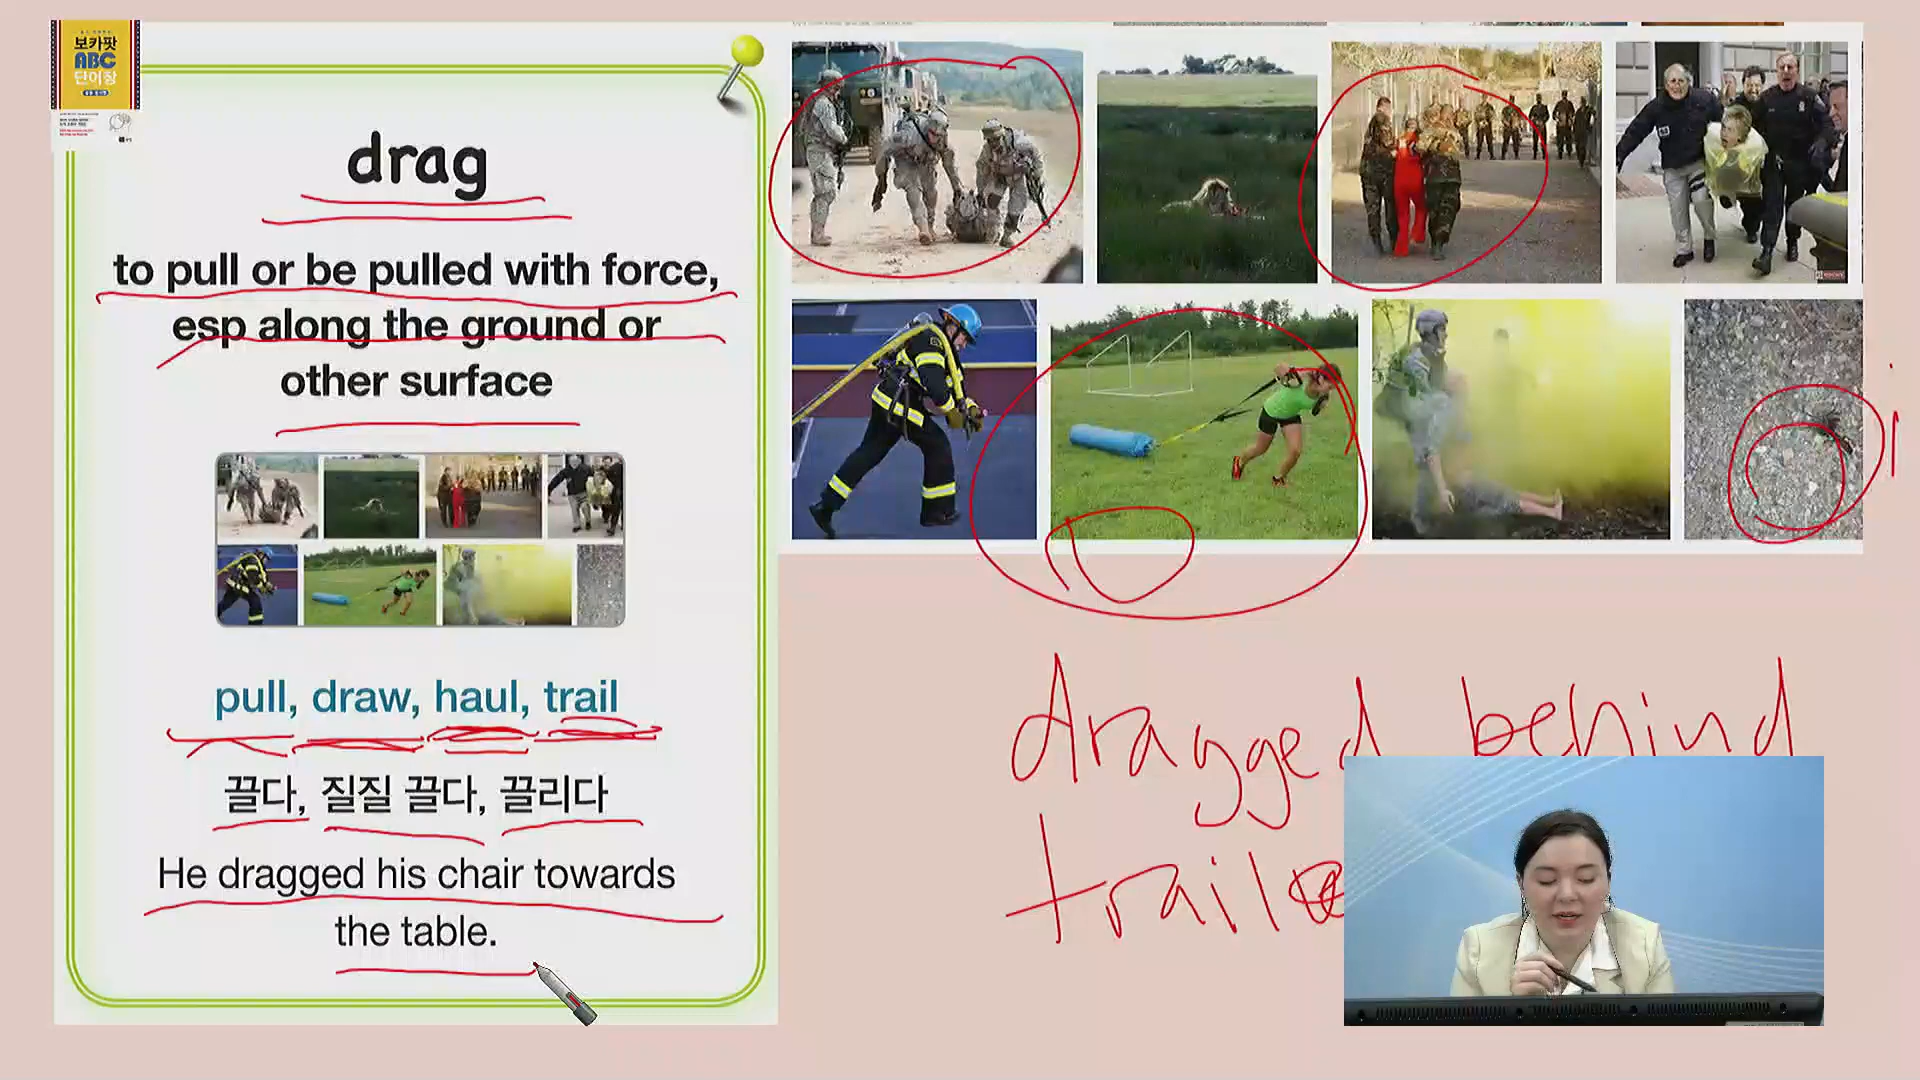 보카팟
ABC
단어장
drag
to pull or be pulled with force,
esp along the ground or
other surface
pull, draw, haul, trail
끌다, 질질 끌다, 끌리다
He dragged his chair towards
the table.
dragged behind
trail